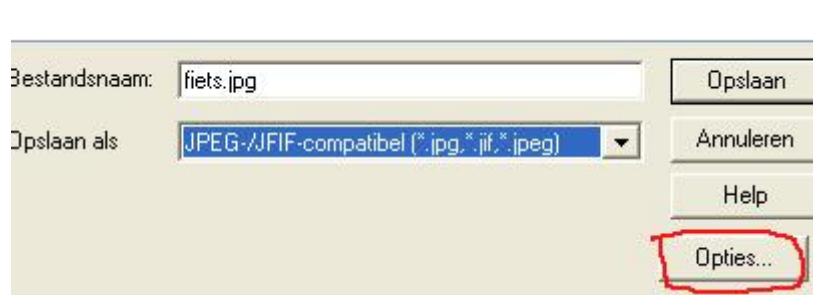 Bestandsnaam: fiets.jpg Opslaan
Opslaan als JPEG-/JFIF-compatibel (*.jpg,*.jif,*.jpeg) Annuleren
Help
Opties...